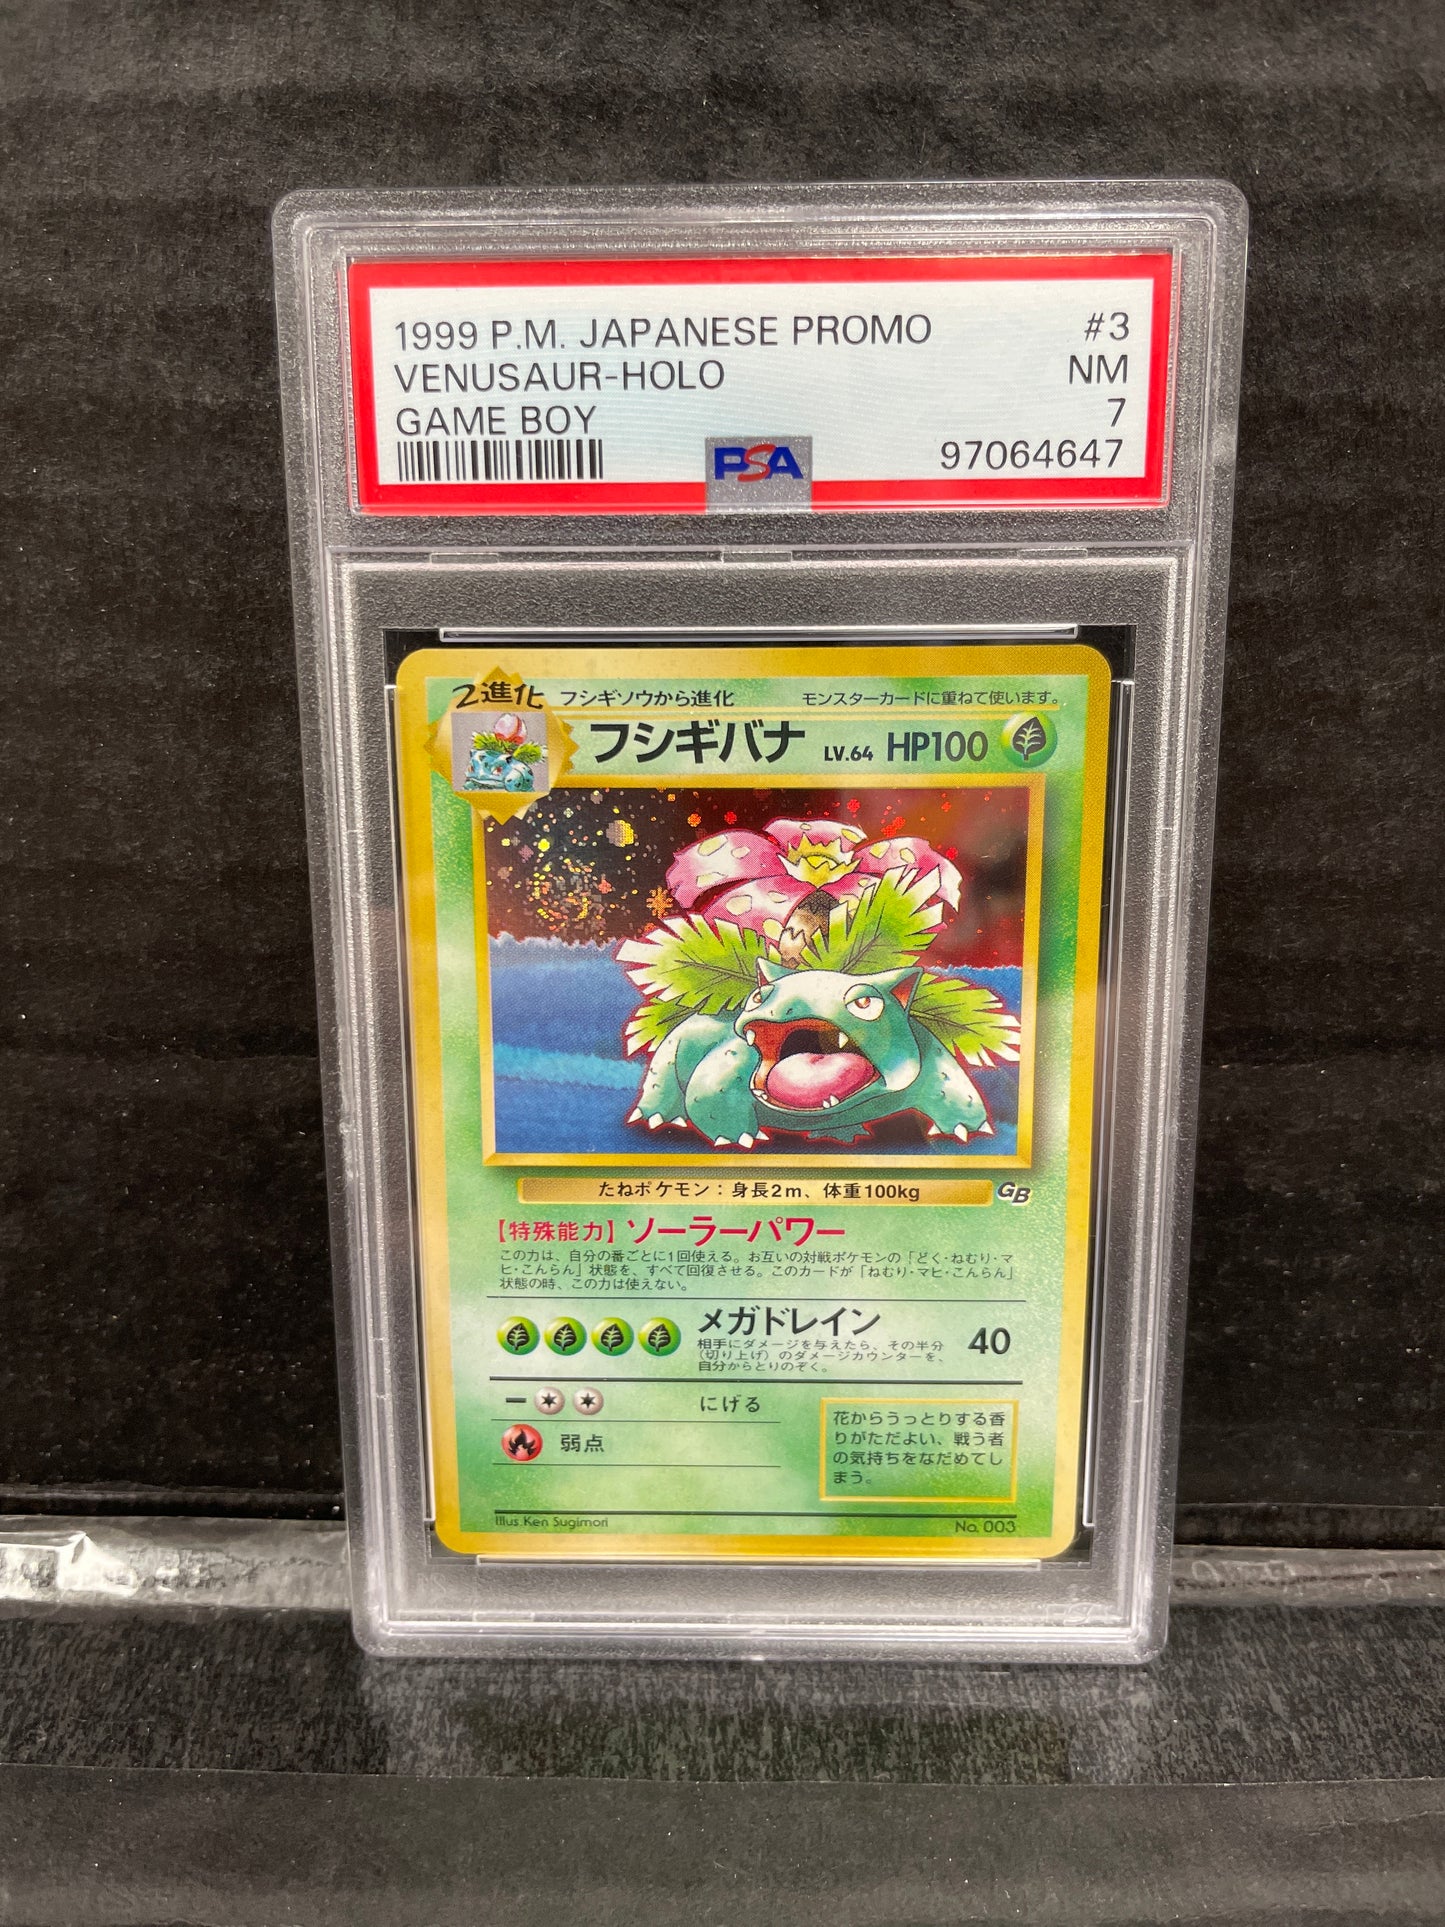 1999 P.M. JAPANESE PROMO #3
VENUSAUR-HOLO NM
GAME BOY 7
PSA 97064647
2進化 フシギソウから進化 モンスターカードに重ねて使います。
フシギバナ LV.64 HP100
たねポケモン：身長2m、体重100kg GB
【特殊能力】ソーラーパワー
この力は、自分の番ごとに1回使える。お互いの対戦ポケモンの「どく・ねむり・マ
ヒ・こんらん」状態を、すべて回復させる。このカードが「ねむり・マヒ・こんらん」
状態の時、この力は使えない。
メガドレイン 40
相手にダメージを与えたら、その半分
（切り上げ）のダメージカウンターを、
自分からとりのぞく。
ー にげる
弱点
花からうっとりする香
りがただよい、戦う者
の気持ちをなだめてし
まう。
Illus. Ken Sugimori No. 003